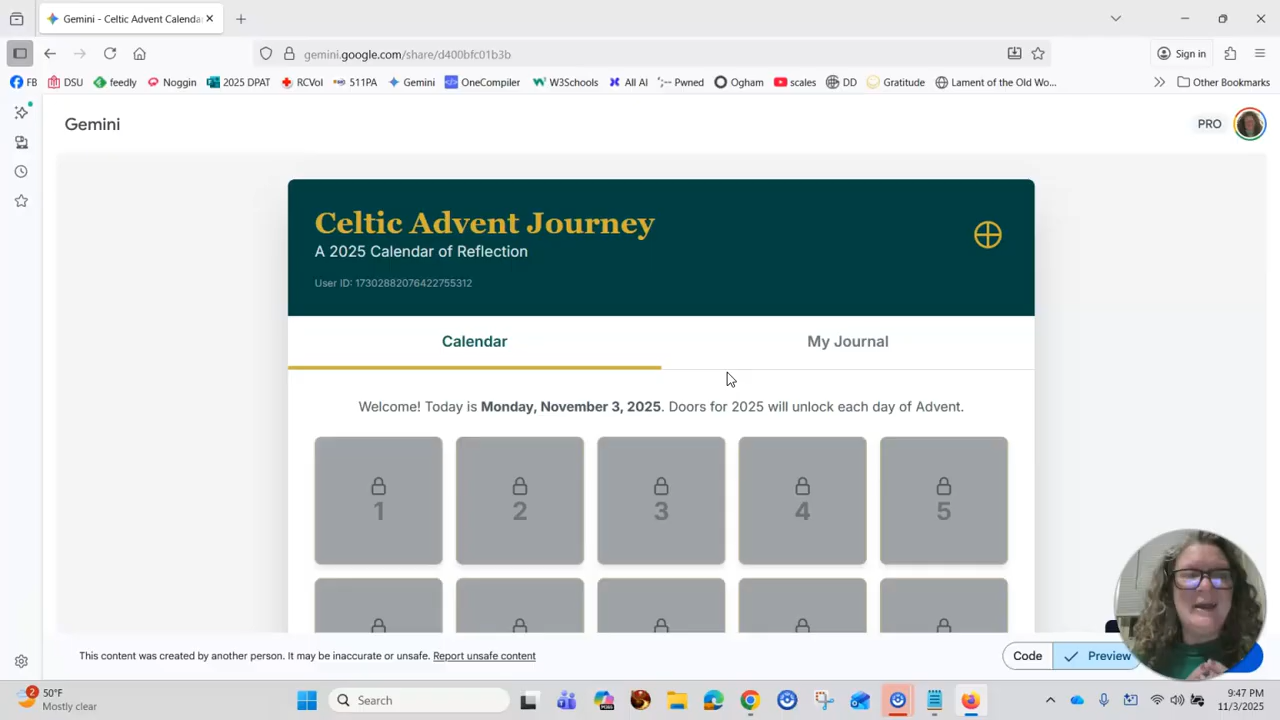 Gemini - Celtic Advent Calenda
gemini.google.com/share/d400bfc01b3b
Sign in
FB
DSU
feedly
Noggin
2025 DPAT
RCVol
511PA
Gemini
OneCompiler
W3Schools
All AI
Pwned
Ogham
scales
DD
Gratitude
Lament of the Old Wo...
Other Bookmarks
Gemini
PRO
Celtic Advent Journey
A 2025 Calendar of Reflection
User ID: 17302882076422755312
Calendar
My Journal
Welcome! Today is Monday, November 3, 2025. Doors for 2025 will unlock each day of Advent.
1
2
3
4
5
This content was created by another person. It may be inaccurate or unsafe. Report unsafe content
Code
Preview
2
50°F
Mostly clear
Search
9:47 PM
11/3/2025